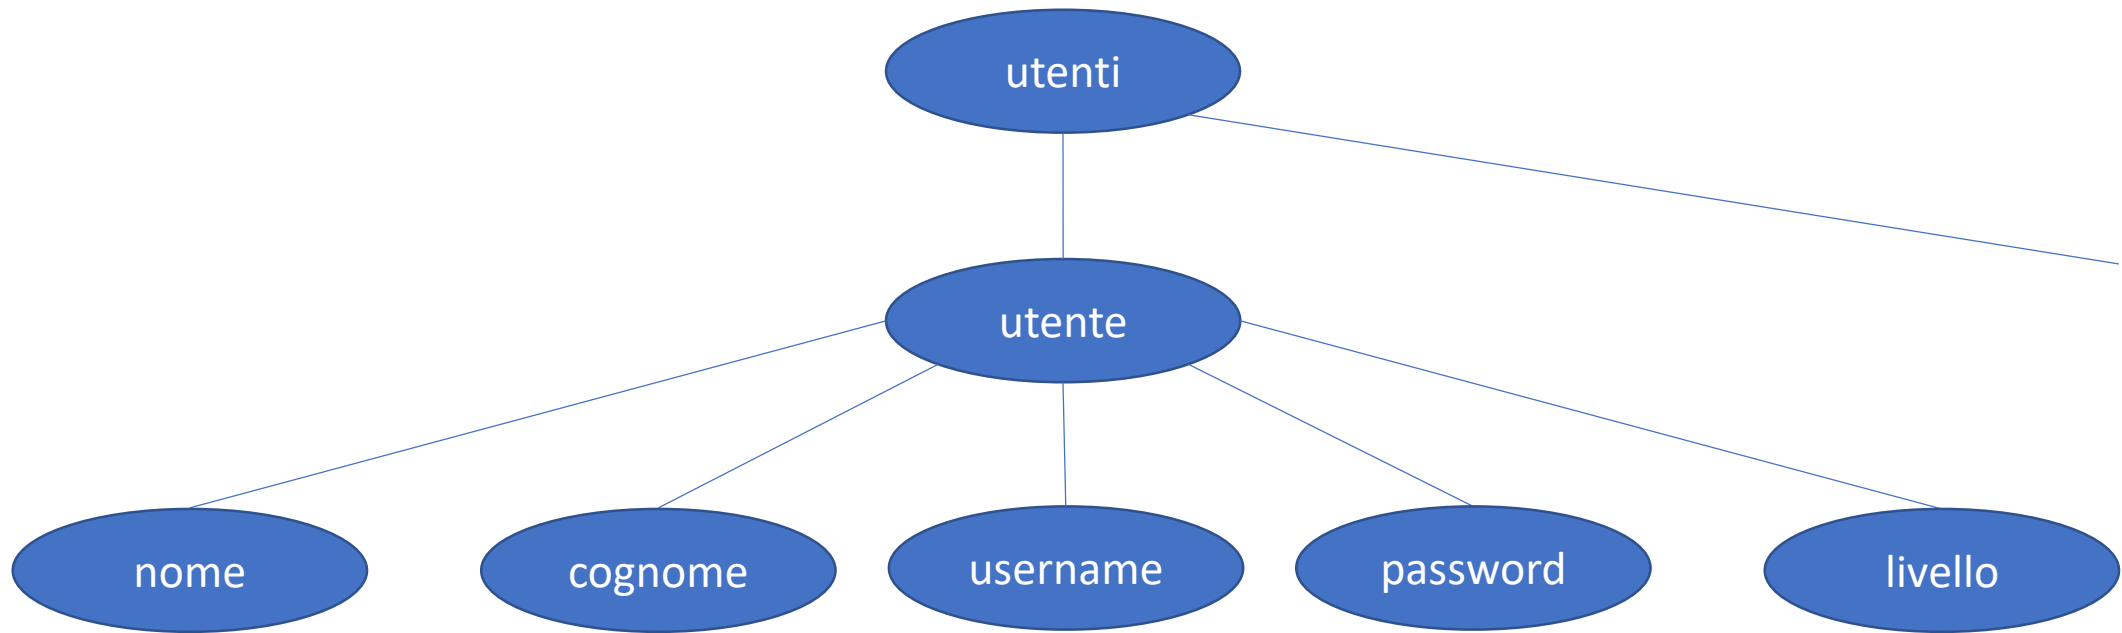 utenti
utente
nome
cognome
username
password
livello